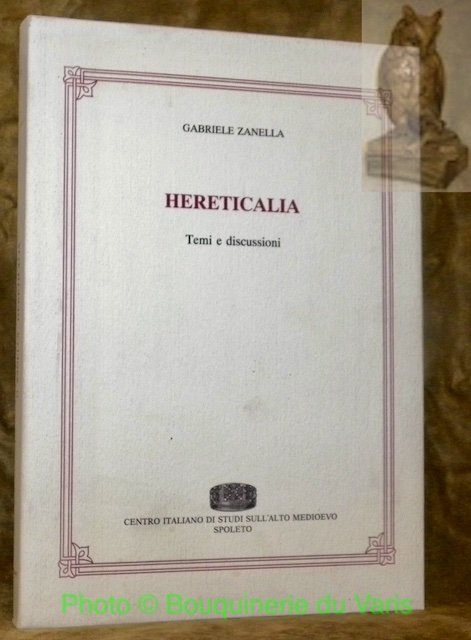 GABRIELE ZANELLA
HERETICALIA
Temi e discussioni
CENTRO ITALIANO DI STUDI SULL'ALTO MEDIOEVO
SPOLETO
Photo © Bouquinerie du Varis